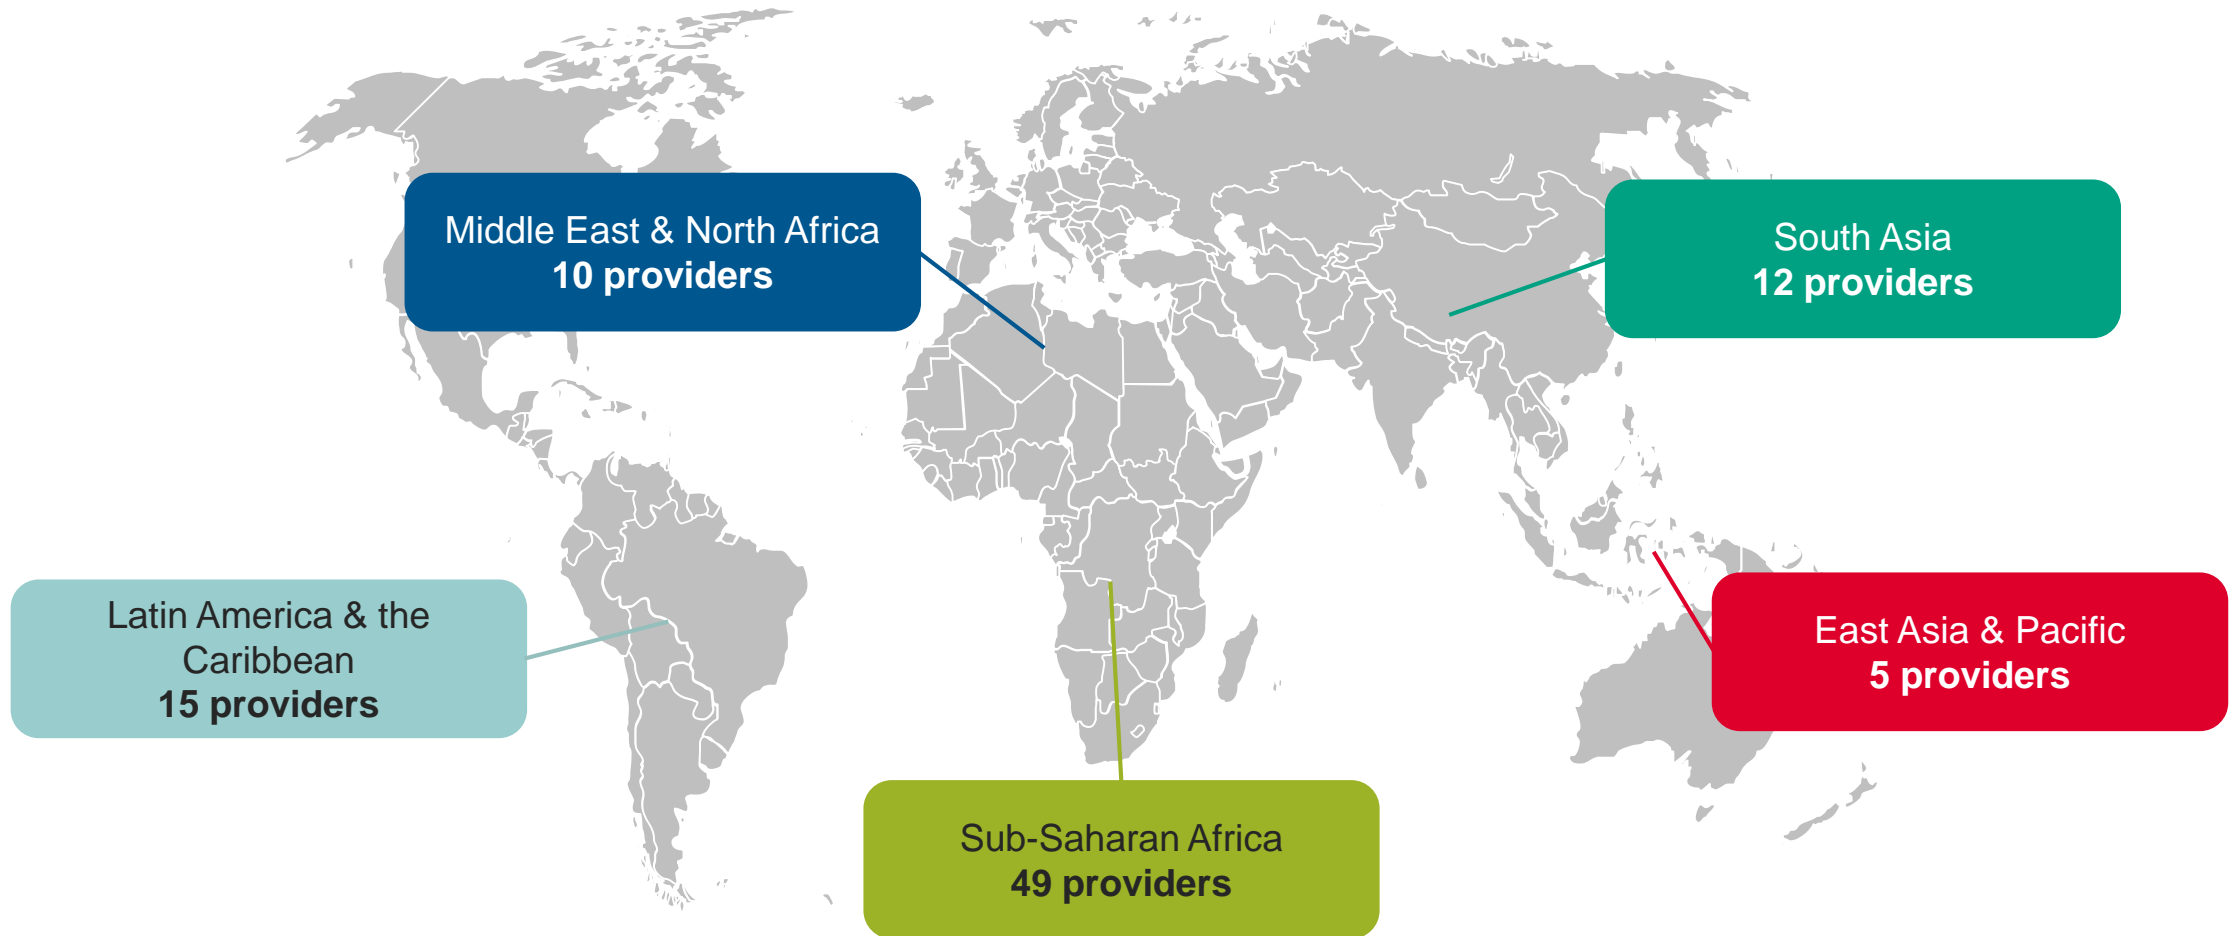 Middle East & North Africa
10 providers
South Asia
12 providers
Latin America & the
Caribbean
15 providers
East Asia & Pacific
5 providers
Sub-Saharan Africa
49 providers